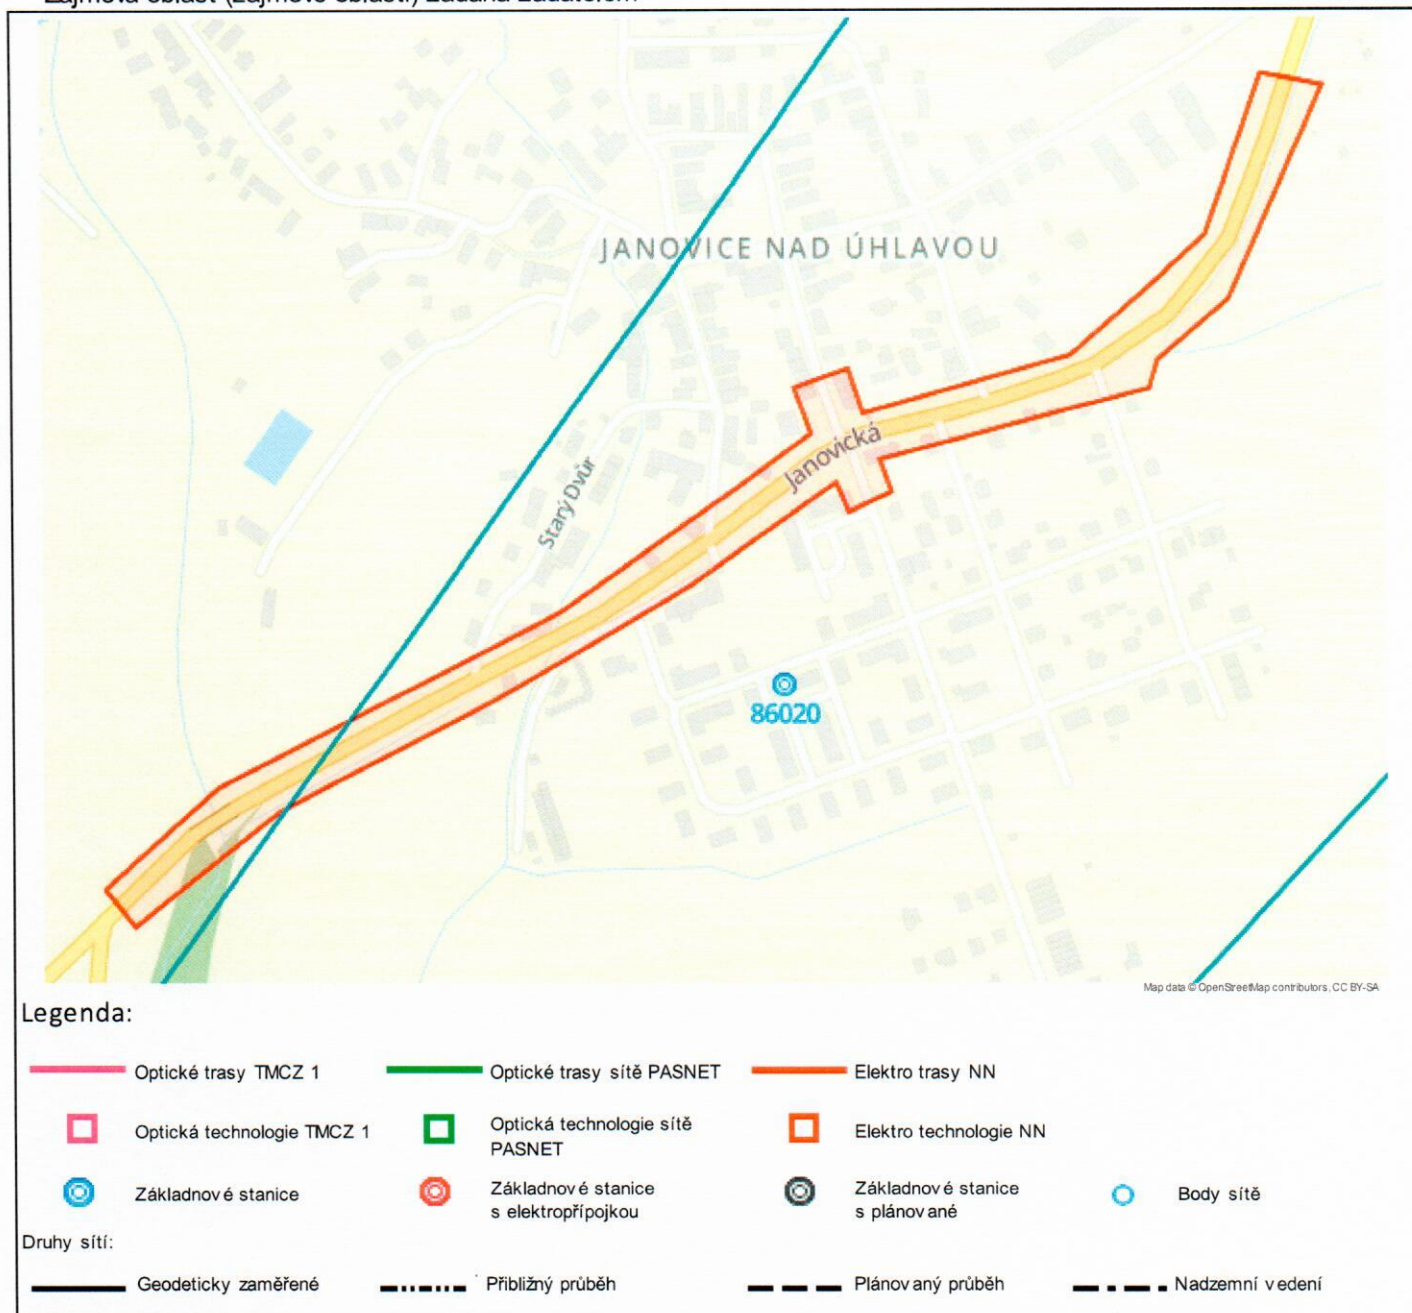 Zájmová oblast (zájmové oblasti) zadaná žadatelem
JANOVICE NAD ÚHLAVOU
Janovická
Starý Dvůr
86020
Map data © OpenStreetMap contributors, CC BY-SA
Legenda:
Optické trasy TMCZ 1
Optické trasy sítě PASNET
Elektro trasy NN
Optická technologie TMCZ 1
Optická technologie sítě
PASNET
Elektro technologie NN
Základnové stanice
Základnové stanice
s elektropřípojkou
Základnové stanice
s plánované
Body sítě
Druhy sítí:
Geodeticky zaměřené
Přibližný průběh
Plánovaný průběh
Nadzemní vedení